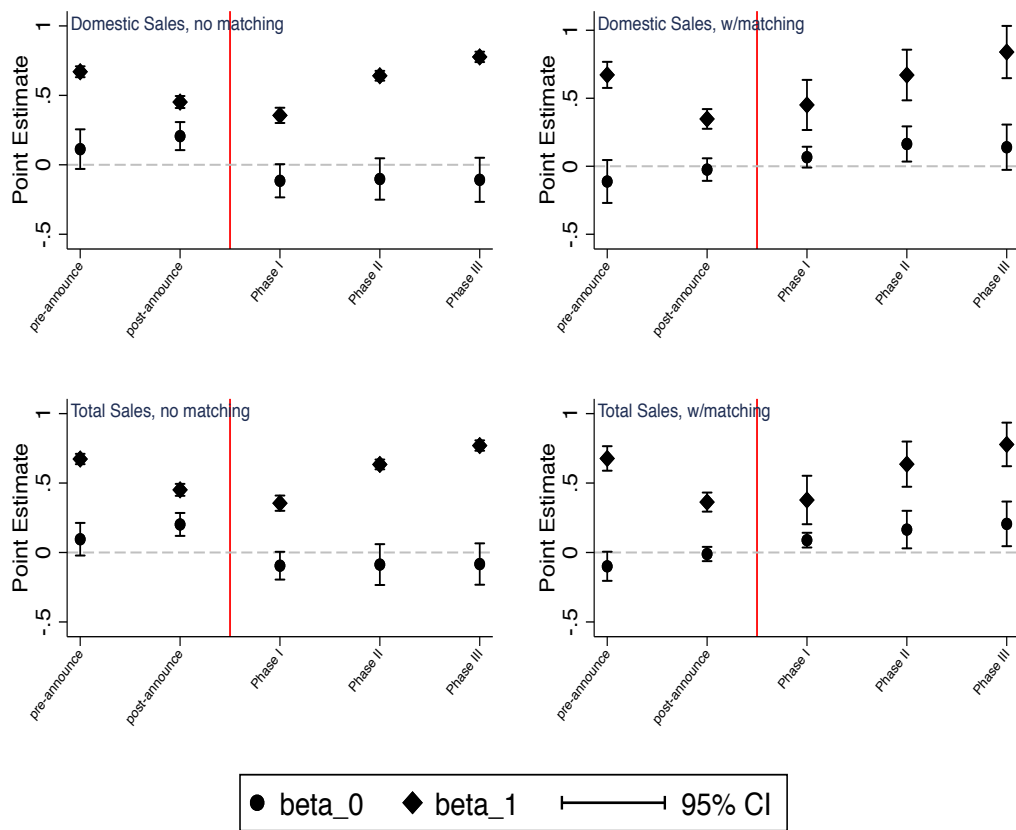 Domestic Sales, no matching
Point Estimate
1
.5
0
-.5
pre-announce
post-announce
Phase I
Phase II
Phase III
Domestic Sales, w/matching
Point Estimate
1
.5
0
-.5
pre-announce
post-announce
Phase I
Phase II
Phase III
Total Sales, no matching
Point Estimate
1
.5
0
-.5
pre-announce
post-announce
Phase I
Phase II
Phase III
Total Sales, w/matching
Point Estimate
1
.5
0
-.5
pre-announce
post-announce
Phase I
Phase II
Phase III
beta_0 beta_1 95% CI